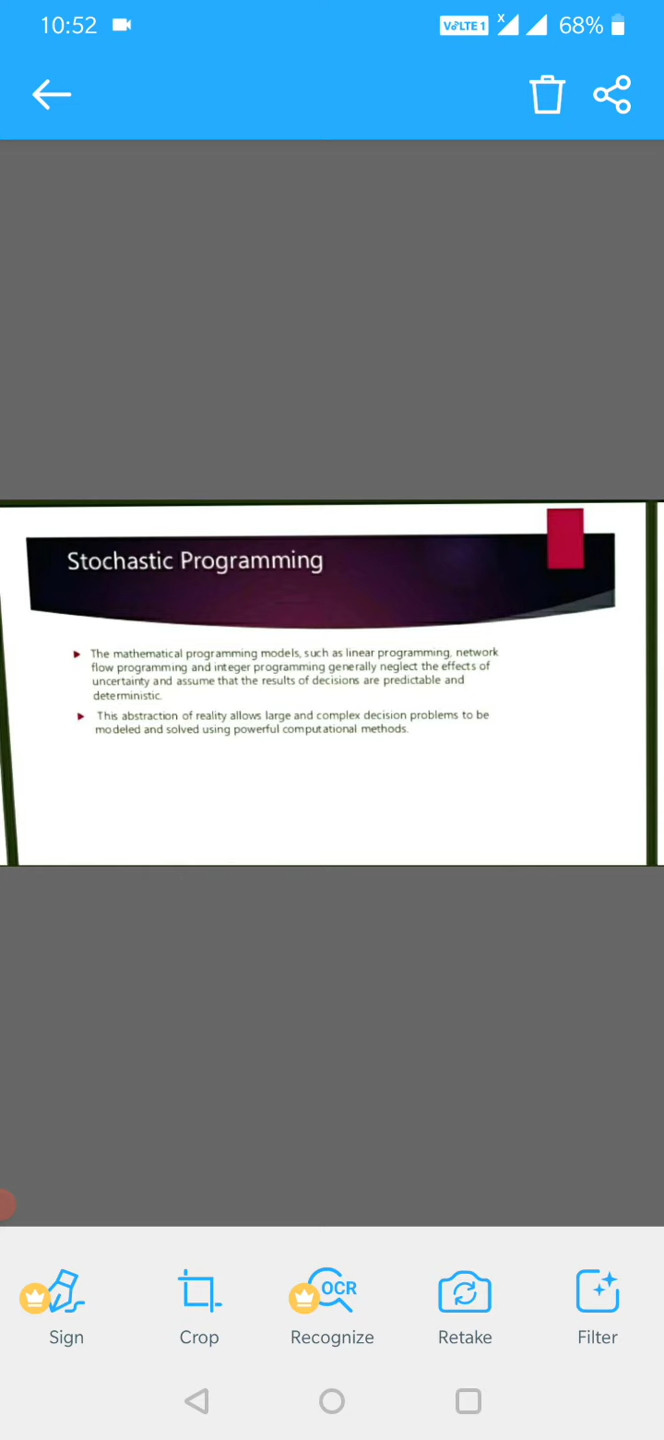 10:52
VoLTE 1 x 68%
Stochastic Programming
The mathematical programming models, such as linear programming, network
flow programming and integer programming generally neglect the effects of
uncertainty and assume that the results of decisions are predictable and
deterministic.
This abstraction of reality allows large and complex decision problems to be
modeled and solved using powerful computational methods.
OCR
Sign Crop Recognize Retake Filter